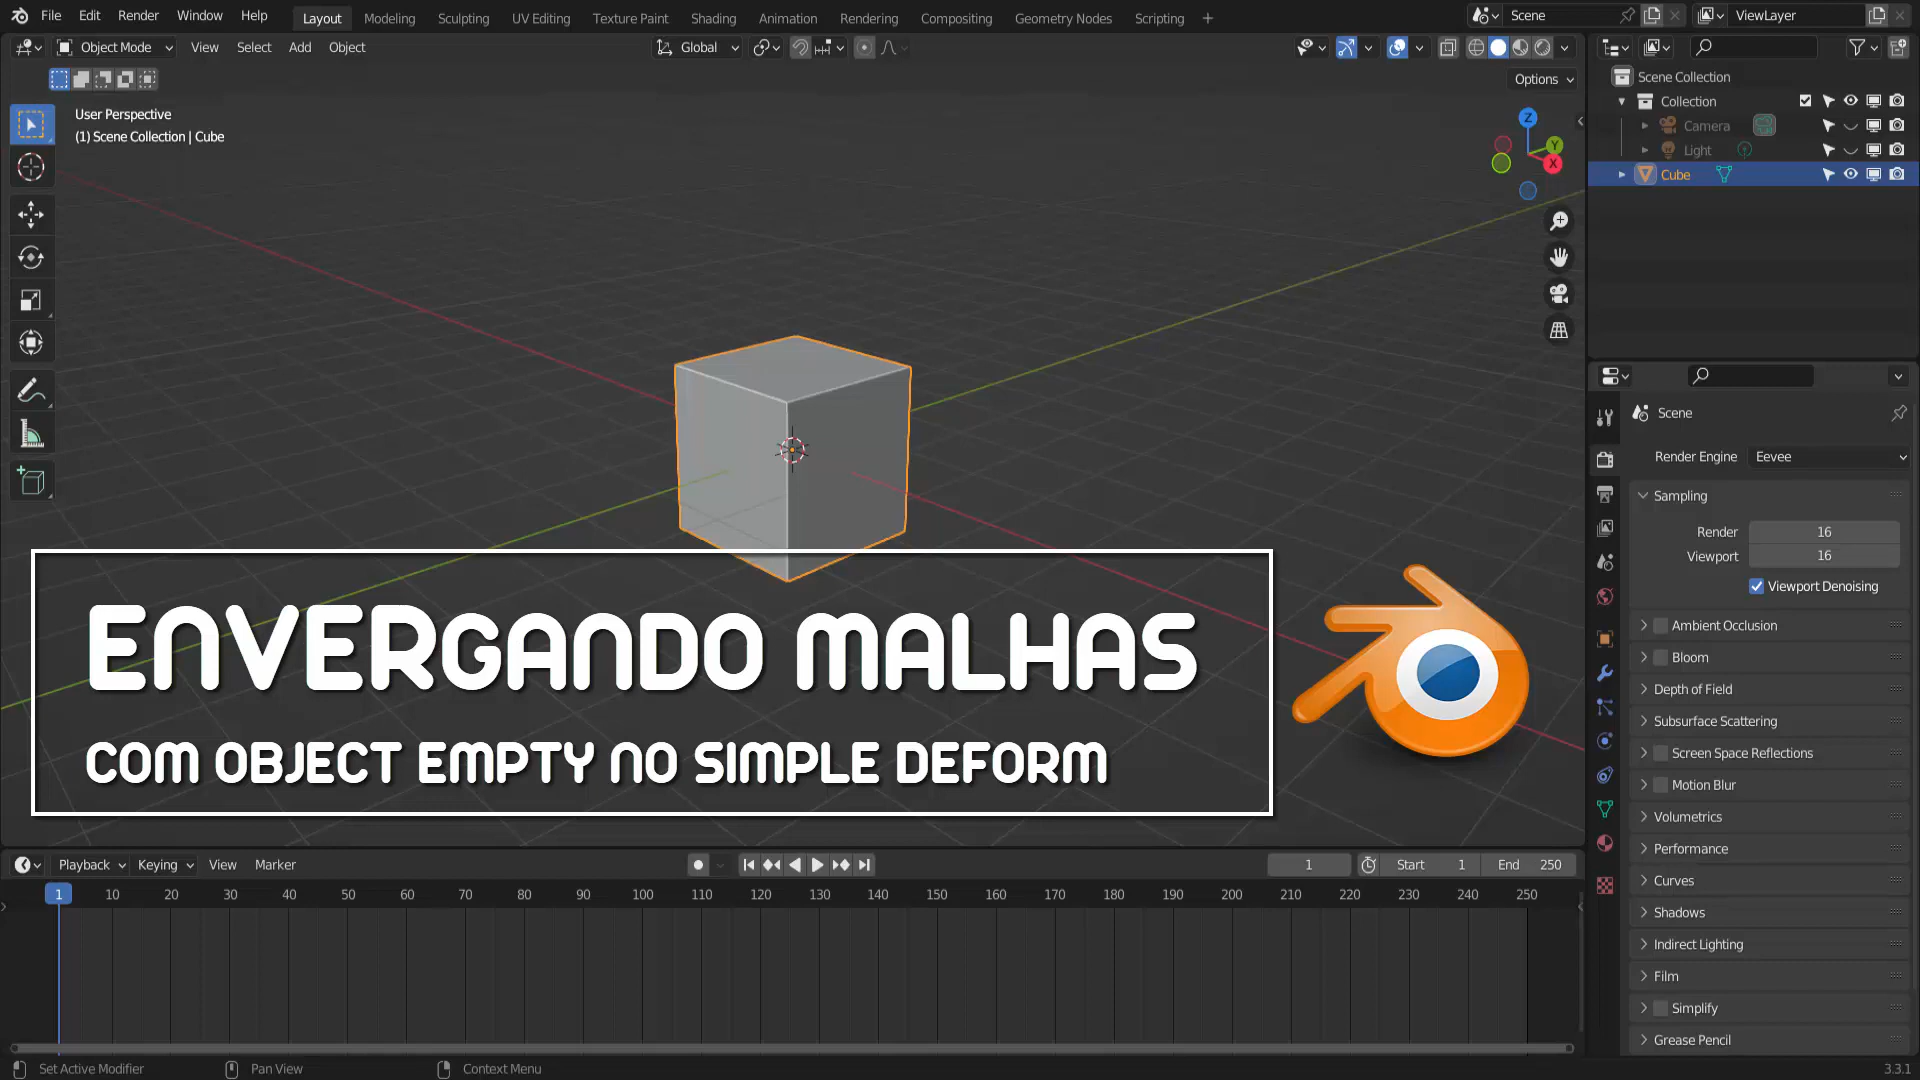 File Edit Render Window Help Layout Modeling Sculpting UV Editing Texture Paint Shading Animation Rendering Compositing Geometry Nodes Scripting + Scene ViewLayer
Object Mode View Select Add Object Global
Options
User Perspective
(1) Scene Collection | Cube
Z
Y
X
Scene Collection
Collection
Camera
Light
Cube
Scene
Render Engine Eevee
Sampling
Render 16
Viewport 16
Viewport Denoising
Ambient Occlusion
Bloom
Depth of Field
Subsurface Scattering
Screen Space Reflections
Motion Blur
Volumetrics
Performance
Curves
Shadows
Indirect Lighting
Film
Simplify
Grease Pencil
ENVERGANDO MALHAS
COM OBJECT EMPTY NO SIMPLE DEFORM
Playback Keying View Marker 1 Start 1 End 250
1 10 20 30 40 50 60 70 80 90 100 110 120 130 140 150 160 170 180 190 200 210 220 230 240 250
Set Active Modifier Pan View Context Menu 3.3.1